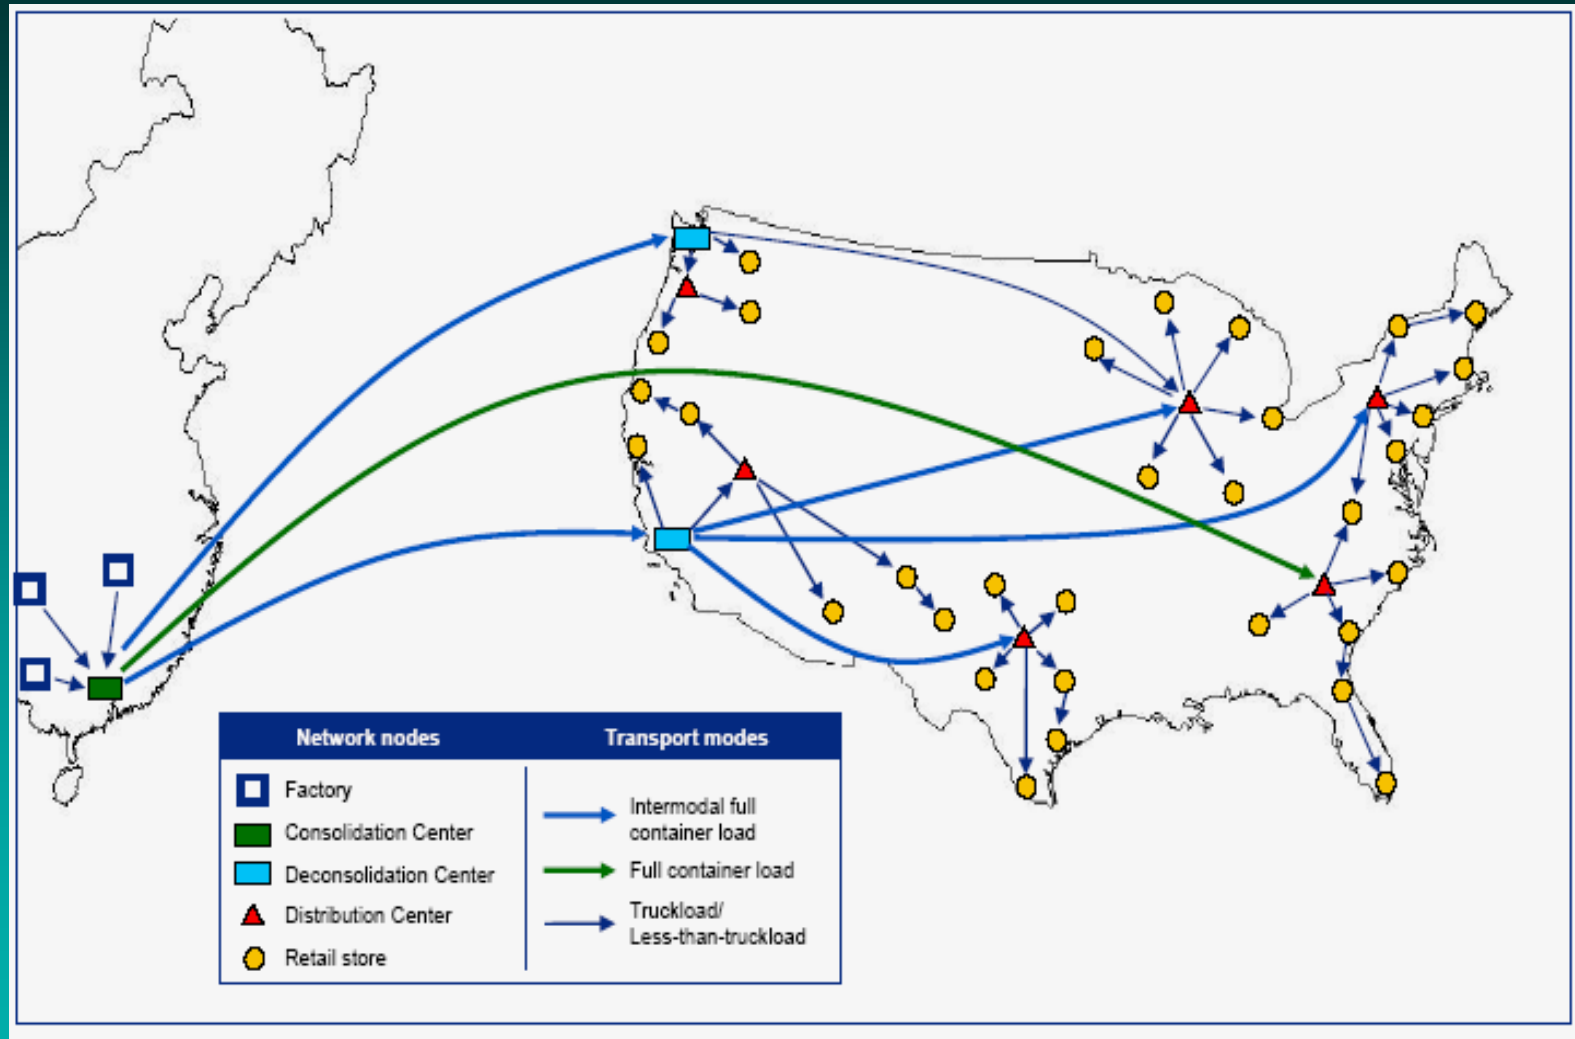 Network nodes
Transport modes
Factory
Consolidation Center
Deconsolidation Center
Distribution Center
Retail store
Intermodal full
container load
Full container load
Truckload/
Less-than-truckload